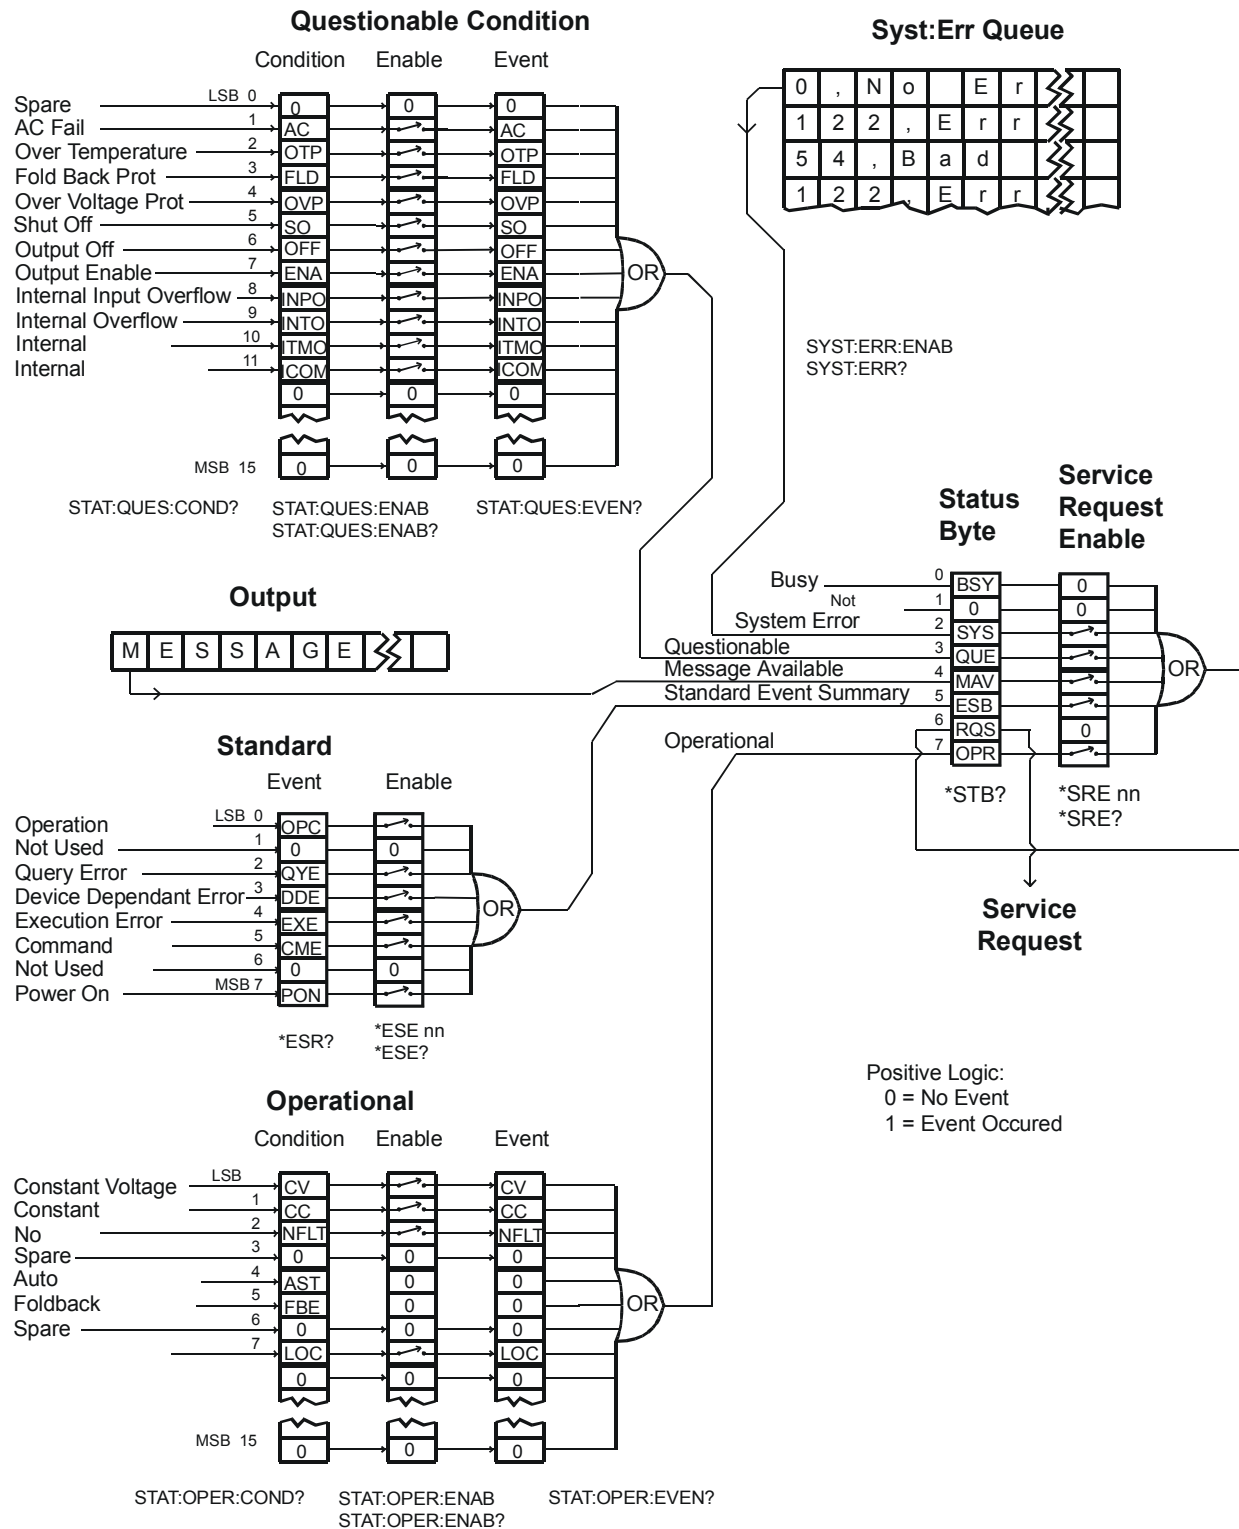 Questionable Condition
Condition Enable Event
Spare LSB 0 0 0 0
AC Fail 1 AC AC
Over Temperature 2 OTP OTP
Fold Back Prot 3 FLD FLD
Over Voltage Prot 4 OVP OVP
Shut Off 5 SO SO
Output Off 6 OFF OFF
Output Enable 7 ENA ENA
OR
Internal Input Overflow 8 INPO INPO
Internal Overflow 9 INTO INTO
Internal 10 ITMO ITMO
Internal 11 ICOM ICOM
0 0 0
MSB 15 0 0 0
STAT:QUES:COND? STAT:QUES:ENAB STAT:QUES:EVEN?
STAT:QUES:ENAB?
Syst:Err Queue
0 , N o E r
1 2 2 , E r r
5 4 , B a d
1 2 2 , E r r
SYST:ERR:ENAB
SYST:ERR?
Output
M E S S A G E
Status
Byte
Service
Request
Enable
Busy 0 BSY 0
Not 1 0 0
System Error 2 SYS
Questionable 3 QUE
Message Available 4 MAV
OR
Standard Event Summary 5 ESB
6 RQS 0
Operational 7 OPR
*STB? *SRE nn
*SRE?
Service
Request
Standard
Event Enable
Operation LSB 0 OPC
Not Used 1 0 0
Query Error 2 QYE
Device Dependant Error 3 DDE
OR
Execution Error 4 EXE
Command 5 CME
Not Used 6 0 0
Power On MSB 7 PON
*ESR? *ESE nn
*ESE?
Positive Logic:
0 = No Event
1 = Event Occured
Operational
Condition Enable Event
Constant Voltage LSB CV CV
Constant 1 CC CC
No 2 NFLT NFLT
Spare 3 0 0 0
Auto 4 AST 0 0
Foldback 5 FBE 0 0
OR
Spare 6 0 0 0
7 LOC LOC
0 0 0
MSB 15 0 0 0
STAT:OPER:COND? STAT:OPER:ENAB STAT:OPER:EVEN?
STAT:OPER:ENAB?